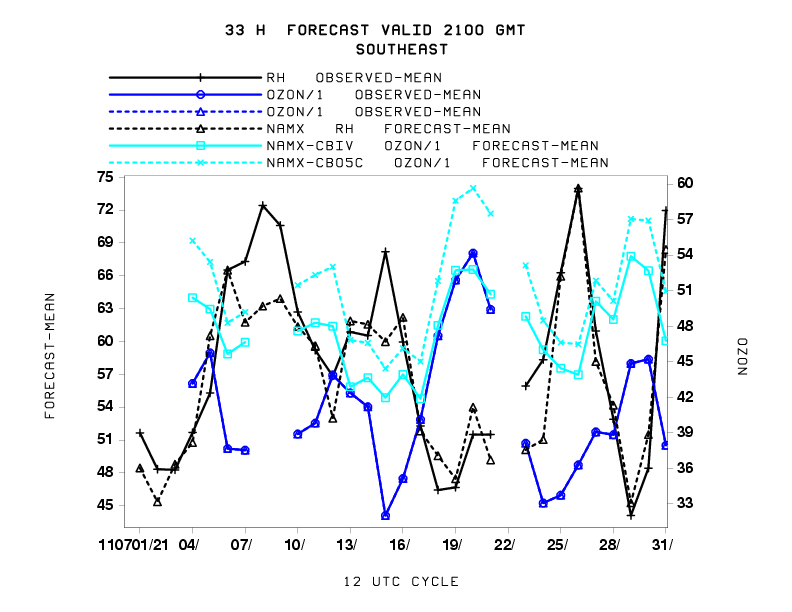 33 H  FORECAST VALID 2100 GMT
SOUTHEAST
RH   OBSERVED-MEAN
OZON/1   OBSERVED-MEAN
OZON/1   OBSERVED-MEAN
NAMX   RH   FORECAST-MEAN
NAMX-CBIV   OZON/1   FORECAST-MEAN
NAMX-CB05C   OZON/1   FORECAST-MEAN
75
72
69
66
63
60
57
54
51
48
45
FORECAST-MEAN
60
57
54
51
48
45
42
39
36
33
OZON
110701/21 04/ 07/ 10/ 13/ 16/ 19/ 22/ 25/ 28/ 31/
12 UTC CYCLE